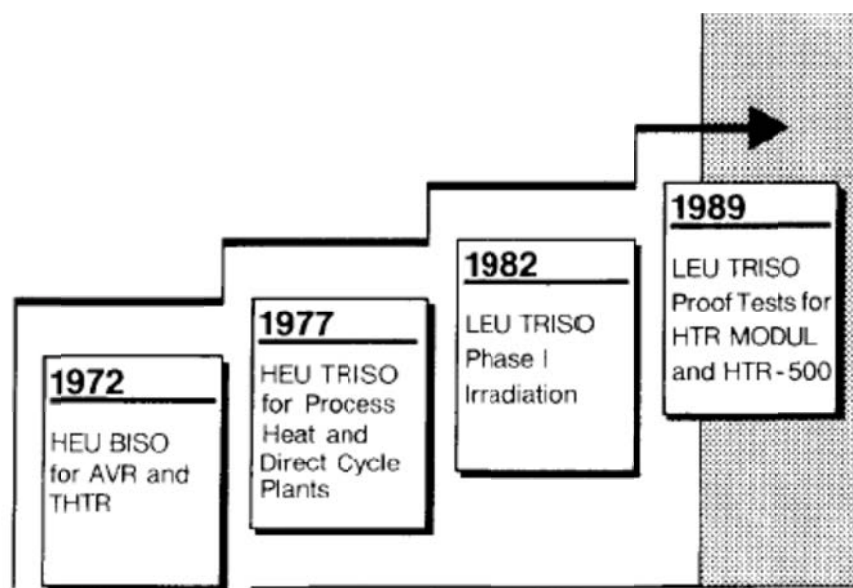 1972
HEU BISO
for AVR and
THTR
1977
HEU TRISO
for Process
Heat and
Direct Cycle
Plants
1982
LEU TRISO
Phase I
Irradiation
1989
LEU TRISO
Proof Tests for
HTR MODUL
and HTR-500